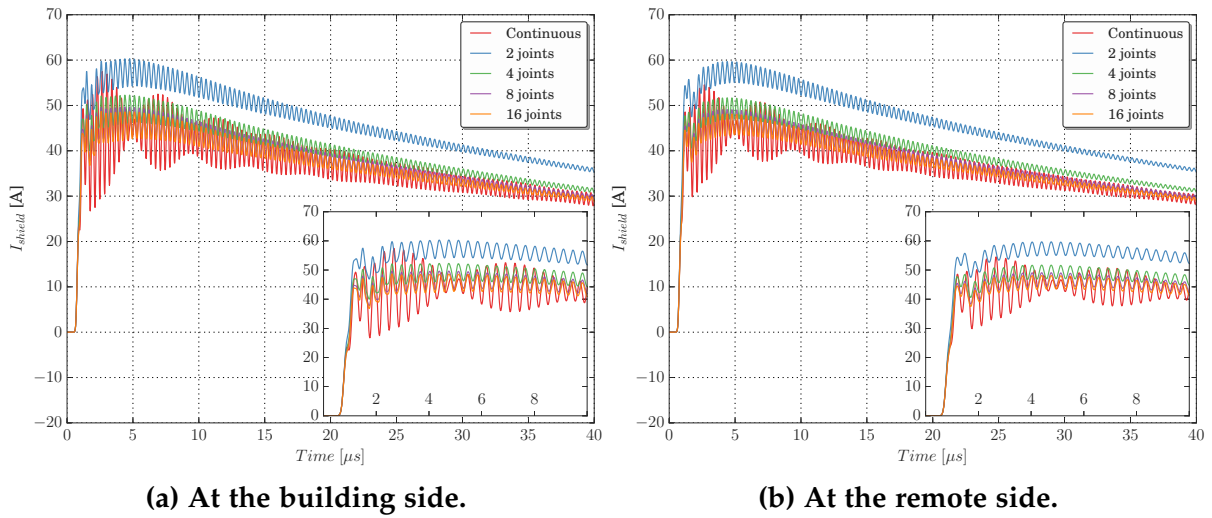 70
60
50
40
30
20
10
0
−10
−20
I_shield [A]
0 5 10 15 20 25 30 35 40
Time [μs]
Continuous
2 joints
4 joints
8 joints
16 joints
70
60
50
40
30
20
10
0
2 4 6 8
(a) At the building side.
70
60
50
40
30
20
10
0
−10
−20
I_shield [A]
0 5 10 15 20 25 30 35 40
Time [μs]
Continuous
2 joints
4 joints
8 joints
16 joints
70
60
50
40
30
20
10
0
2 4 6 8
(b) At the remote side.